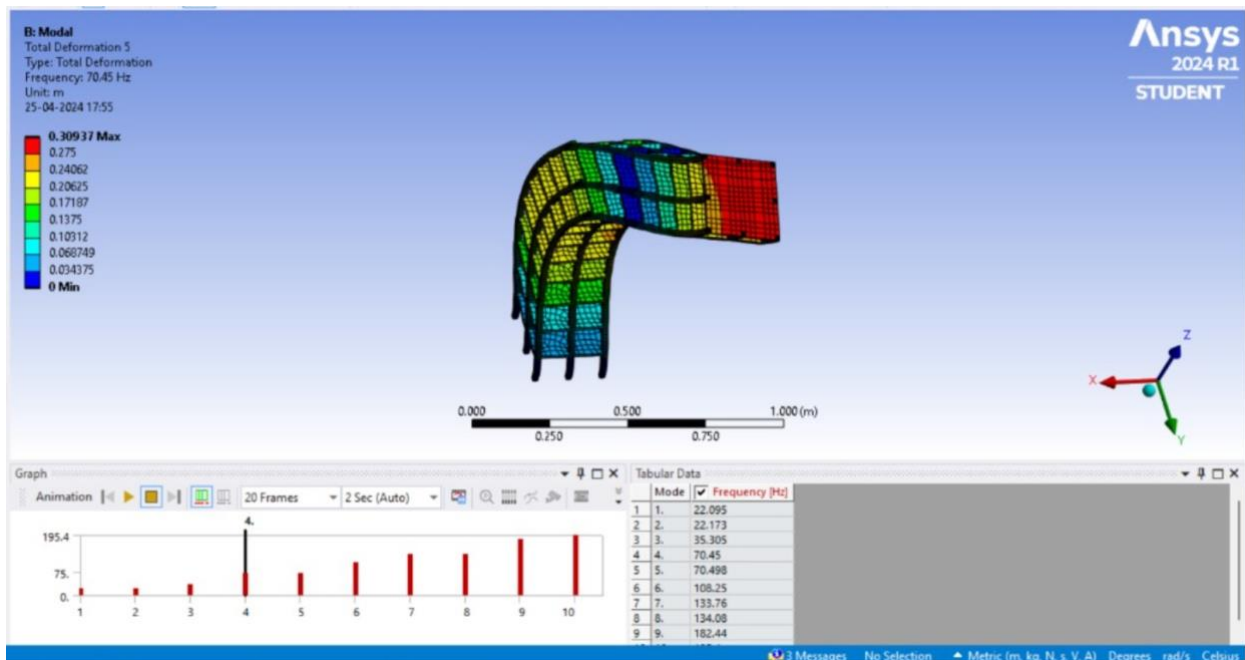 B: Modal
Total Deformation 5
Type: Total Deformation
Frequency: 70.45 Hz
Unit: m
25-04-2024 17:55
0.30937 Max
0.275
0.24062
0.20625
0.17187
0.1375
0.10312
0.068749
0.034375
0 Min
Ansys
2024 R1
STUDENT
Z
X
Y
0.000 0.500 1.000 (m)
0.250 0.750
Graph
Animation 20 Frames 2 Sec (Auto)
4.
195.4
75.
0.
1 2 3 4 5 6 7 8 9 10
Tabular Data
Mode Frequency [Hz]
1 1. 22.095
2 2. 22.173
3 3. 35.305
4 4. 70.45
5 5. 70.498
6 6. 108.25
7 7. 133.76
8 8. 134.08
9 9. 182.44
3 Messages No Selection Metric (m, kg, N, s, V, A) Degrees rad/s Celsius